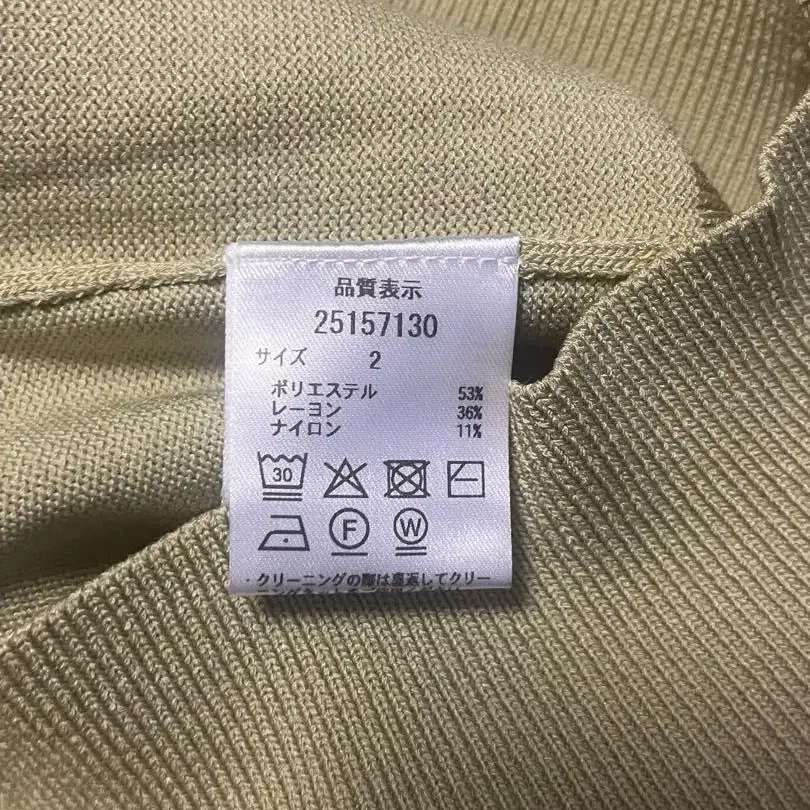 品質表示
25157130
サイズ 2
ポリエステル 53%
レーヨン 36%
ナイロン 11%
30
F W
・クリーニングの際は裏返してクリー